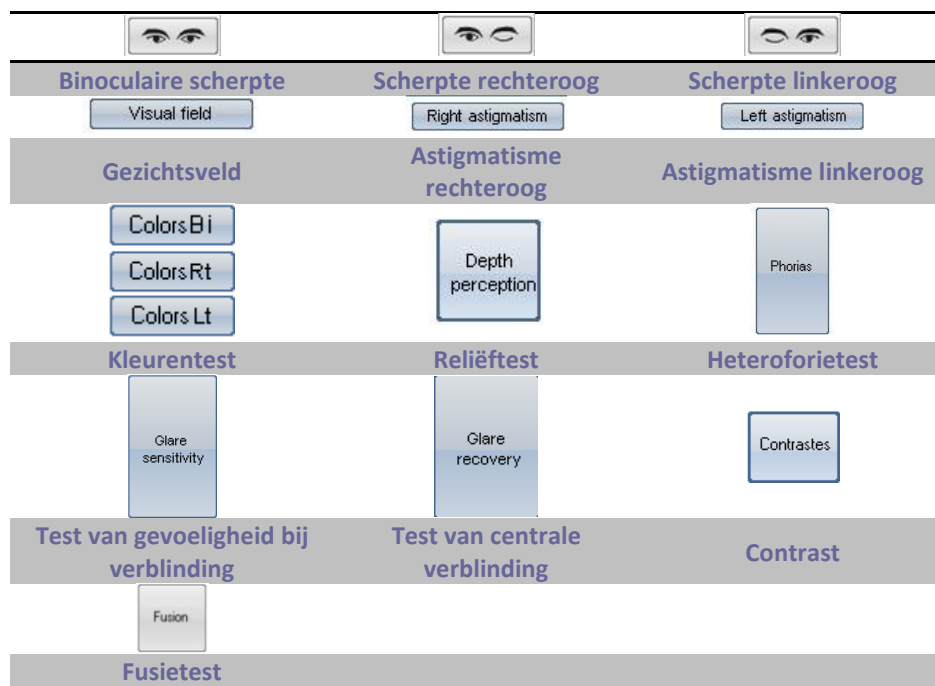 Binoculaire scherpte
Scherpte rechteroog
Scherpte linkeroog
Visual field
Right astigmatism
Left astigmatism
Gezichtsveld
Astigmatisme
rechteroog
Astigmatisme linkeroog
Colors Bi
Colors Rt
Colors Lt
Depth
perception
Phorias
Kleurentest
Reliëftest
Heteroforietest
Glare
sensitivity
Glare
recovery
Contrastes
Test van gevoeligheid bij
verblinding
Test van centrale
verblinding
Contrast
Fusion
Fusietest